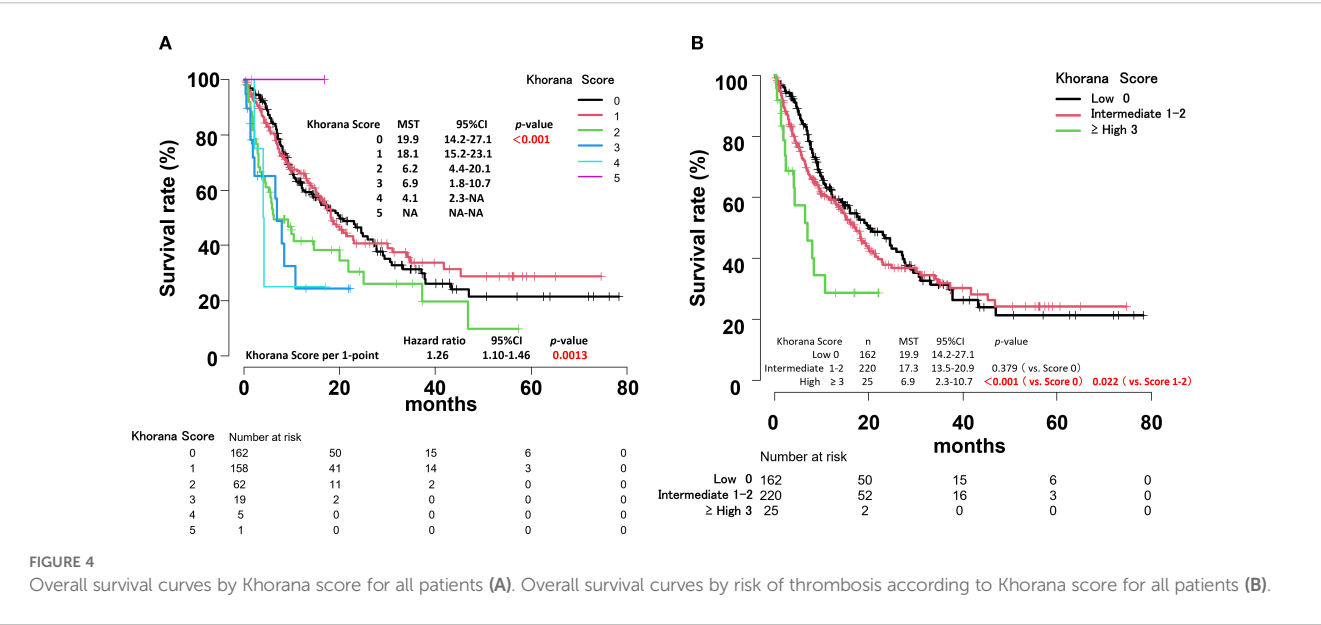 A
100
80
60
40
20
0
Survival rate (%)
Khorana Score
0
1
2
3
4
5
Khorana Score MST 95%CI p-value
0 19.9 14.2-27.1 <0.001
1 18.1 15.2-23.1
2 6.2 4.4-20.1
3 6.9 1.8-10.7
4 4.1 2.3-NA
5 NA NA-NA
Hazard ratio 95%CI p-value
Khorana Score per 1-point 1.26 1.10-1.46 0.0013
0 20 40 60 80
months
Khorana Score Number at risk
0 162 50 15 6 0
1 158 41 14 3 0
2 62 11 2 0 0
3 19 2 0 0 0
4 5 0 0 0 0
5 1 0 0 0 0
B
100
80
60
40
20
0
Survival rate (%)
Khorana Score
Low 0
Intermediate 1-2
≥ High 3
Khorana Score n MST 95%CI p-value
Low 0 162 19.9 14.2-27.1
Intermediate 1-2 220 17.3 13.5-20.9 0.379 ( vs. Score 0)
High ≥ 3 25 6.9 2.3-10.7 <0.001 ( vs. Score 0) 0.022 ( vs. Score 1-2)
0 20 40 60 80
months
Number at risk
Low 0 162 50 15 6 0
Intermediate 1-2 220 52 16 3 0
≥ High 3 25 2 0 0 0
FIGURE 4
Overall survival curves by Khorana score for all patients (A). Overall survival curves by risk of thrombosis according to Khorana score for all patients (B).